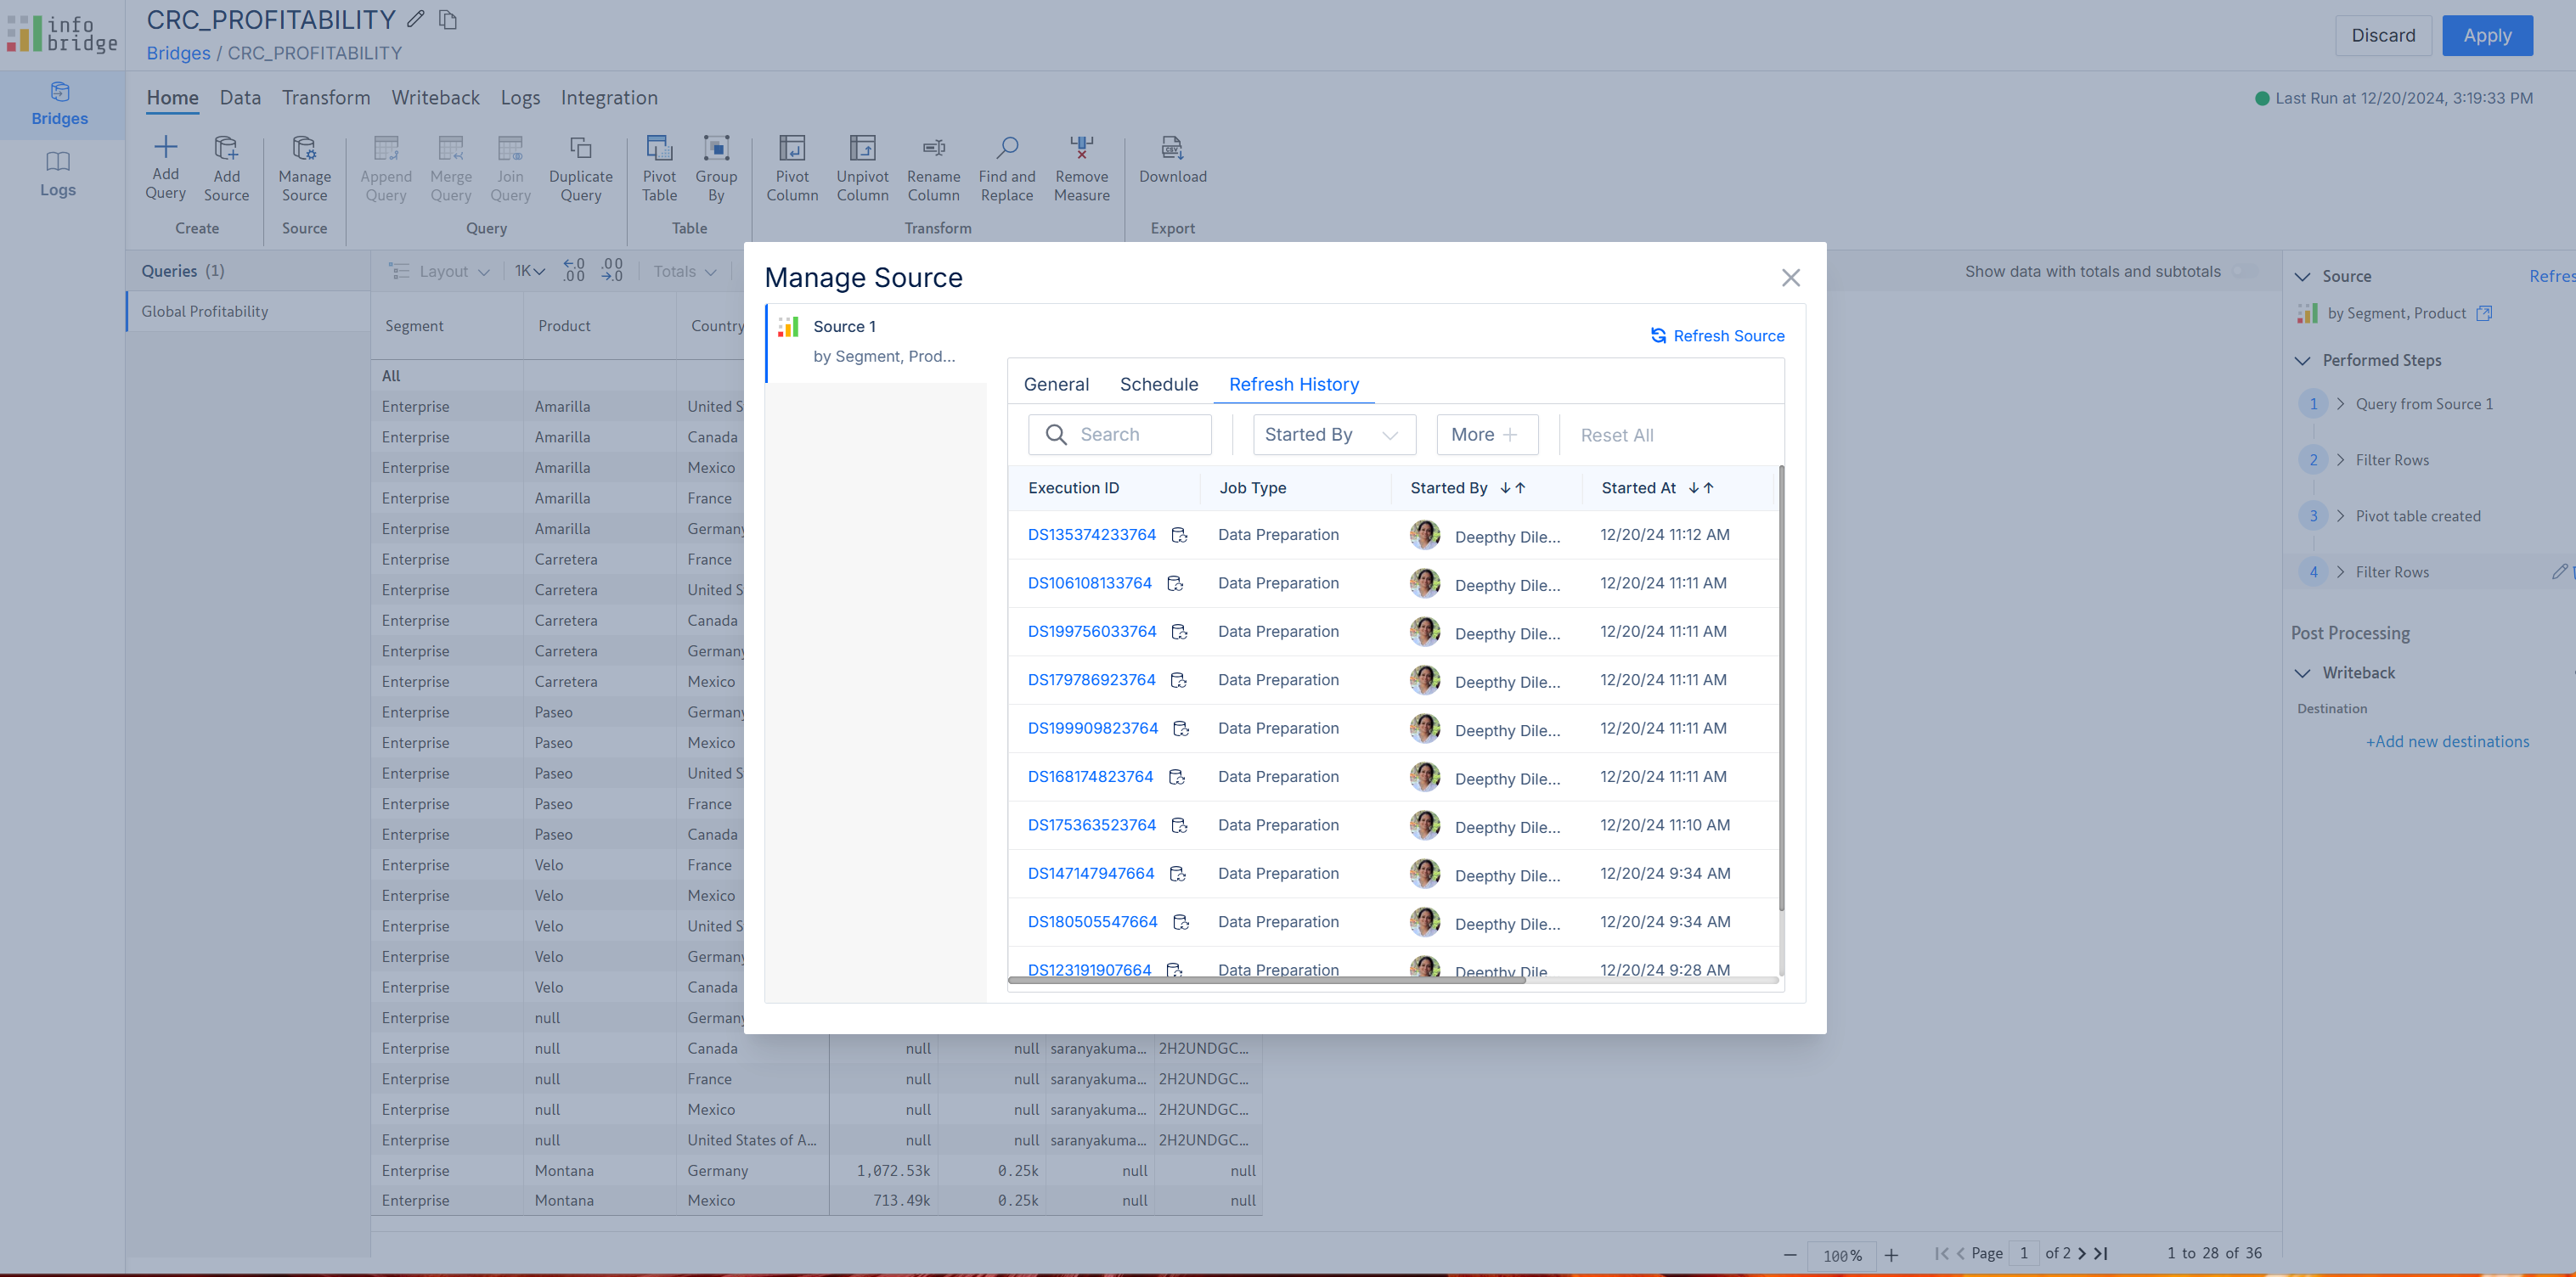 info bridge
CRC_PROFITABILITY
Bridges / CRC_PROFITABILITY
Discard
Apply
Bridges
Logs
Home Data Transform Writeback Logs Integration
Last Run at 12/20/2024, 3:19:33 PM
Add Query
Add Source
Manage Source
Append Query
Merge Query
Join Query
Duplicate Query
Pivot Table
Group By
Pivot Column
Unpivot Column
Rename Column
Find and Replace
Remove Measure
CSV
Download
Create
Source
Query
Table
Transform
Export
Queries (1)
Global Profitability
Layout 1K .0 .00 .00 .0 Totals
Show data with totals and subtotals
Segment Product Country
All
Enterprise Amarilla United S
Enterprise Amarilla Canada
Enterprise Amarilla Mexico
Enterprise Amarilla France
Enterprise Amarilla Germany
Enterprise Carretera France
Enterprise Carretera United S
Enterprise Carretera Canada
Enterprise Carretera Germany
Enterprise Carretera Mexico
Enterprise Paseo Germany
Enterprise Paseo Mexico
Enterprise Paseo United S
Enterprise Paseo France
Enterprise Paseo Canada
Enterprise Velo France
Enterprise Velo Mexico
Enterprise Velo United S
Enterprise Velo Germany
Enterprise Velo Canada
Enterprise null Germany
Enterprise null Canada null null saranyakuma... 2H2UNDGC...
Enterprise null France null null saranyakuma... 2H2UNDGC...
Enterprise null Mexico null null saranyakuma... 2H2UNDGC...
Enterprise null United States of A... null null saranyakuma... 2H2UNDGC...
Enterprise Montana Germany 1,072.53k 0.25k null null
Enterprise Montana Mexico 713.49k 0.25k null null
Manage Source
Source 1
by Segment, Prod...
Refresh Source
General Schedule Refresh History
Search
Started By
More +
Reset All
Execution ID Job Type Started By Started At
DS135374233764 Data Preparation Deepthy Dile... 12/20/24 11:12 AM
DS106108133764 Data Preparation Deepthy Dile... 12/20/24 11:11 AM
DS199756033764 Data Preparation Deepthy Dile... 12/20/24 11:11 AM
DS179786923764 Data Preparation Deepthy Dile... 12/20/24 11:11 AM
DS199909823764 Data Preparation Deepthy Dile... 12/20/24 11:11 AM
DS168174823764 Data Preparation Deepthy Dile... 12/20/24 11:11 AM
DS175363523764 Data Preparation Deepthy Dile... 12/20/24 11:10 AM
DS147147947664 Data Preparation Deepthy Dile... 12/20/24 9:34 AM
DS180505547664 Data Preparation Deepthy Dile... 12/20/24 9:34 AM
DS123191907664 Data Preparation Deepthy Dile 12/20/24 9:28 AM
Source
Refres
by Segment, Product
Performed Steps
1 Query from Source 1
2 Filter Rows
3 Pivot table created
4 Filter Rows
Post Processing
Writeback
Destination
+Add new destinations
− 100% + Page 1 of 2 1 to 28 of 36